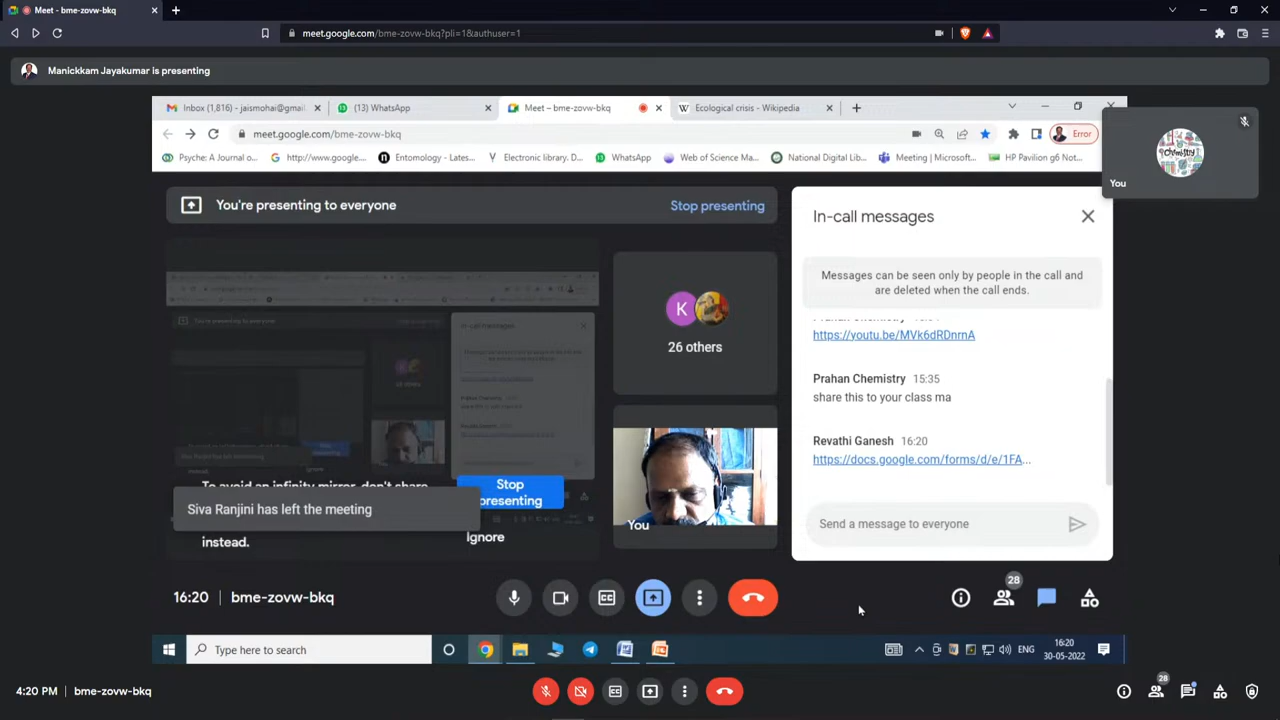 Meet - bme-zovw-bkq
meet.google.com/bme-zovw-bkq?pli=1&authuser=1
Manickkam Jayakumar is presenting
Inbox (1,816) - jaismohai@gmail
(13) WhatsApp
Meet – bme-zovw-bkq
Ecological crisis - Wikipedia
meet.google.com/bme-zovw-bkq
Error
Psyche: A Journal o...
http://www.google....
Entomology - Lates...
Electronic library. D...
WhatsApp
Web of Science Ma...
National Digital Lib...
Meeting | Microsoft...
HP Pavilion g6 Not...
Chemistry
You
You're presenting to everyone
Stop presenting
In-call messages
Messages can be seen only by people in the call and
are deleted when the call ends.
https://youtu.be/MVk6dRDnrnA
Prahan Chemistry 15:35
share this to your class ma
Revathi Ganesh 16:20
https://docs.google.com/forms/d/e/1FA...
Send a message to everyone
K
26 others
You
To avoid an infinity mirror, don't share
instead.
Stop
presenting
Ignore
Siva Ranjini has left the meeting
16:20 bme-zovw-bkq
28
Type here to search
ENG
16:20
30-05-2022
4:20 PM bme-zovw-bkq
28